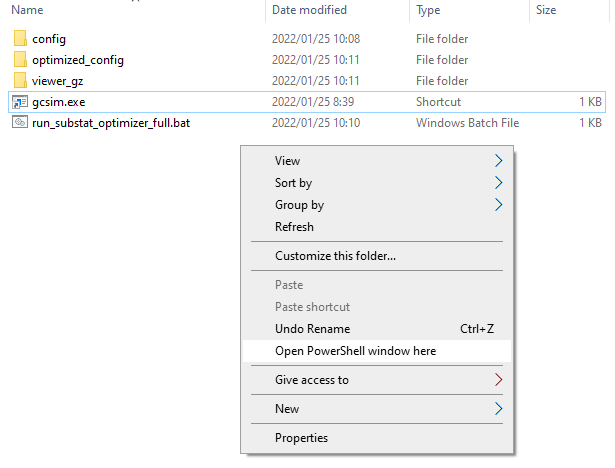 Name Date modified Type Size
config 2022/01/25 10:08 File folder
optimized_config 2022/01/25 10:11 File folder
viewer_gz 2022/01/25 10:11 File folder
gcsim.exe 2022/01/25 8:39 Shortcut 1 KB
run_substat_optimizer_full.bat 2022/01/25 10:10 Windows Batch File 1 KB
View
Sort by
Group by
Refresh
Customize this folder...
Paste
Paste shortcut
Undo Rename Ctrl+Z
Open PowerShell window here
Give access to
New
Properties